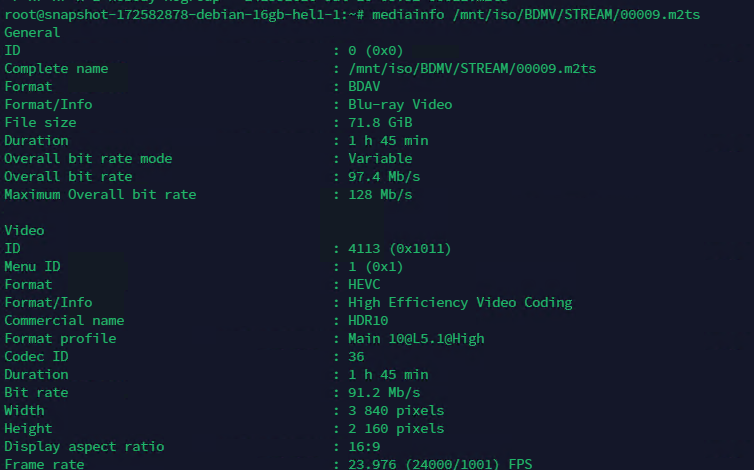 root@snapshot-172582878-debian-16gb-hel1-1:~# mediainfo /mnt/iso/BDMV/STREAM/00009.m2ts
General
ID : 0 (0x0)
Complete name : /mnt/iso/BDMV/STREAM/00009.m2ts
Format : BDAV
Format/Info : Blu-ray Video
File size : 71.8 GiB
Duration : 1 h 45 min
Overall bit rate mode : Variable
Overall bit rate : 97.4 Mb/s
Maximum Overall bit rate : 128 Mb/s
Video
ID : 4113 (0x1011)
Menu ID : 1 (0x1)
Format : HEVC
Format/Info : High Efficiency Video Coding
Commercial name : HDR10
Format profile : Main 10@L5.1@High
Codec ID : 36
Duration : 1 h 45 min
Bit rate : 91.2 Mb/s
Width : 3 840 pixels
Height : 2 160 pixels
Display aspect ratio : 16:9
Frame rate : 23.976 (24000/1001) FPS